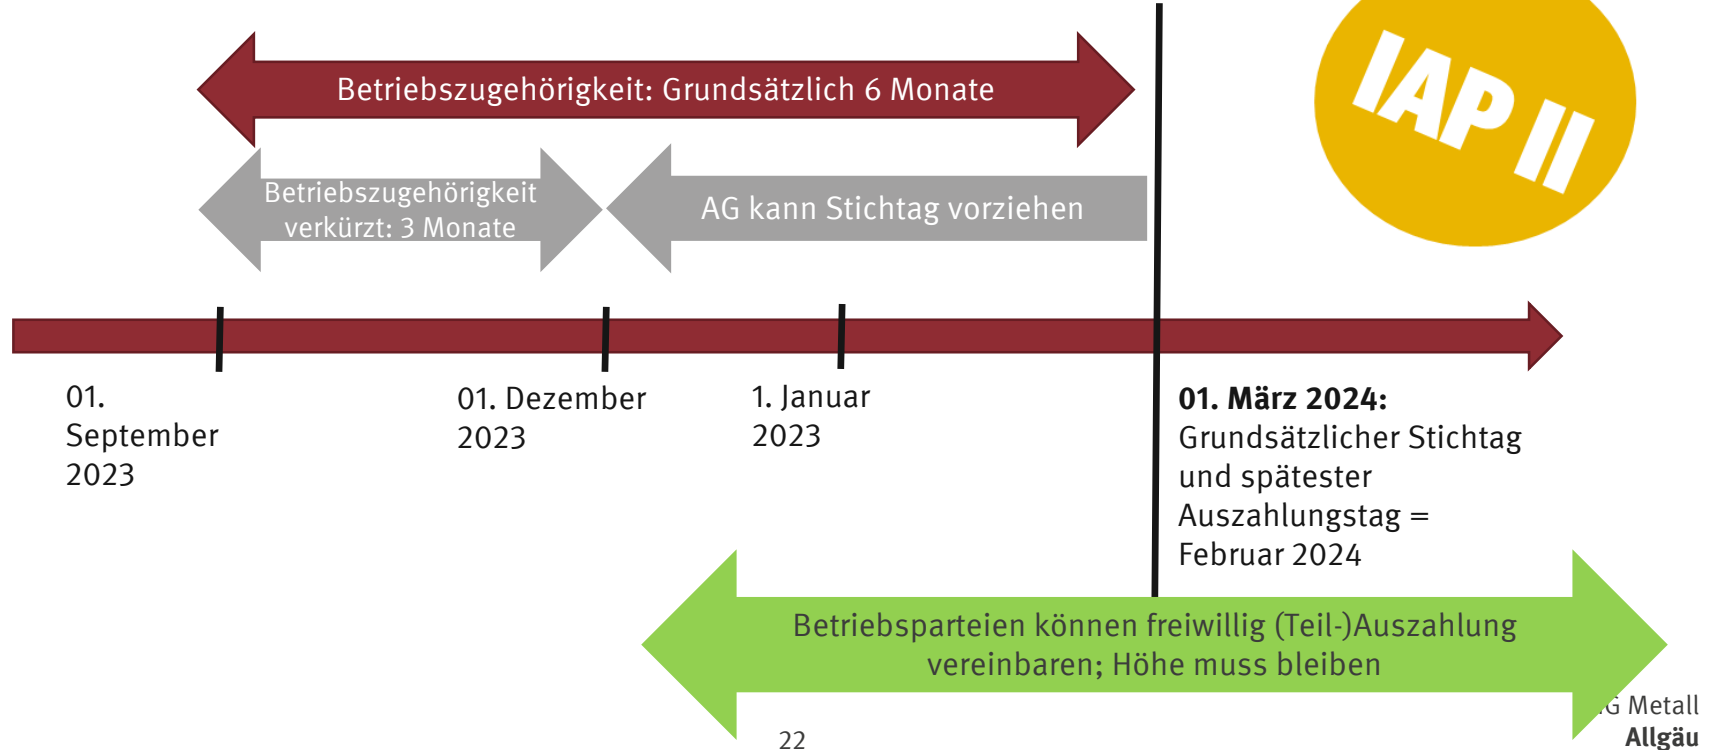 IAP II
Betriebszugehörigkeit: Grundsätzlich 6 Monate
Betriebszugehörigkeit
verkürzt: 3 Monate
AG kann Stichtag vorziehen
01.
September
2023
01. Dezember
2023
1. Januar
2023
01. März 2024:
Grundsätzlicher Stichtag
und spätester
Auszahlungstag =
Februar 2024
Betriebsparteien können freiwillig (Teil-)Auszahlung
vereinbaren; Höhe muss bleiben
22
IG Metall
Allgäu